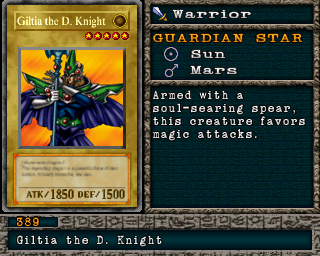 Giltia the D. Knight
ATK/1850 DEF/1500
Warrior
GUARDIAN STAR
Sun
Mars
Armed with a
soul-searing spear,
this creature favors
magic attacks.
389
Giltia the D. Knight